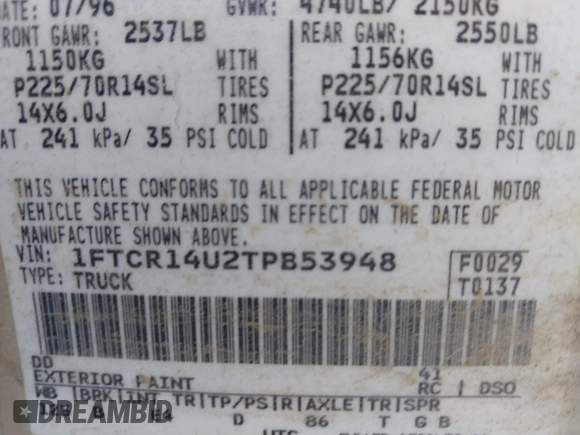 DATE: 07/96 GVWR: 4740LB/ 2150KG
FRONT GAWR: 2537LB REAR GAWR: 2550LB
1150KG WITH 1156KG WITH
P225/70R14SL TIRES P225/70R14SL TIRES
14X6.0J RIMS 14X6.0J RIMS
AT 241 kPa/ 35 PSI COLD AT 241 kPa/ 35 PSI COLD
THIS VEHICLE CONFORMS TO ALL APPLICABLE FEDERAL MOTOR
VEHICLE SAFETY STANDARDS IN EFFECT ON THE DATE OF
MANUFACTURE SHOWN ABOVE.
VIN: 1FTCR14U2TPB53948 F0029
TYPE: TRUCK T0137
DD 41
EXTERIOR PAINT RC DSO
WB BRK INT TR TP/PS R AXLE TR SPR
B E4 D 86 T G B
DREAMBID